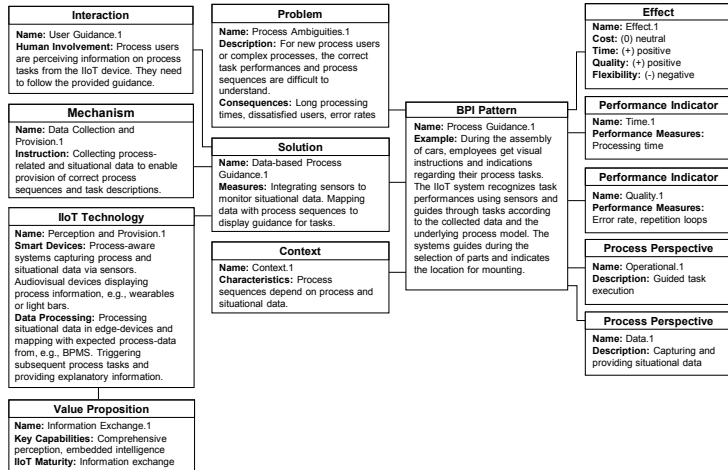 Interaction
Name: User Guidance.1
Human Involvement: Process users
are perceiving information on process
tasks from the IIoT device. They need
to follow the provided guidance.
Mechanism
Name: Data Collection and
Provision.1
Instruction: Collecting process-
related and situational data to enable
provision of correct process
sequences and task descriptions.
IIoT Technology
Name: Perception and Provision.1
Smart Devices: Process-aware
systems capturing process and
situational data via sensors.
Audiovisual devices displaying
process information, e.g., wearables
or light bars.
Data Processing: Processing
situational data in edge-devices and
mapping with expected process-data
from, e.g., BPMS. Triggering
subsequent process tasks and
providing explanatory information.
Value Proposition
Name: Information Exchange.1
Key Capabilities: Comprehensive
perception, embedded intelligence
IIoT Maturity: Information exchange
Problem
Name: Process Ambiguities.1
Description: For new process users
or complex processes, the correct
task performances and process
sequences are difficult to
understand.
Consequences: Long processing
times, dissatisfied users, error rates
Solution
Name: Data-based Process
Guidance.1
Measures: Integrating sensors to
monitor situational data. Mapping
data with process sequences to
display guidance for tasks.
Context
Name: Context.1
Characteristics: Process
sequences depend on process and
situational data.
BPI Pattern
Name: Process Guidance.1
Example: During the assembly
of cars, employees get visual
instructions and indications
regarding their process tasks.
The IIoT system recognizes task
performances using sensors and
guides through tasks according
to the collected data and the
underlying process model. The
systems guides during the
selection of parts and indicates
the location for mounting.
Effect
Name: Effect.1
Cost: (0) neutral
Time: (+) positive
Quality: (+) positive
Flexibility: (-) negative
Performance Indicator
Name: Time.1
Performance Measures:
Processing time
Performance Indicator
Name: Quality.1
Performance Measures:
Error rate, repetition loops
Process Perspective
Name: Operational.1
Description: Guided task
execution
Process Perspective
Name: Data.1
Description: Capturing and
providing situational data